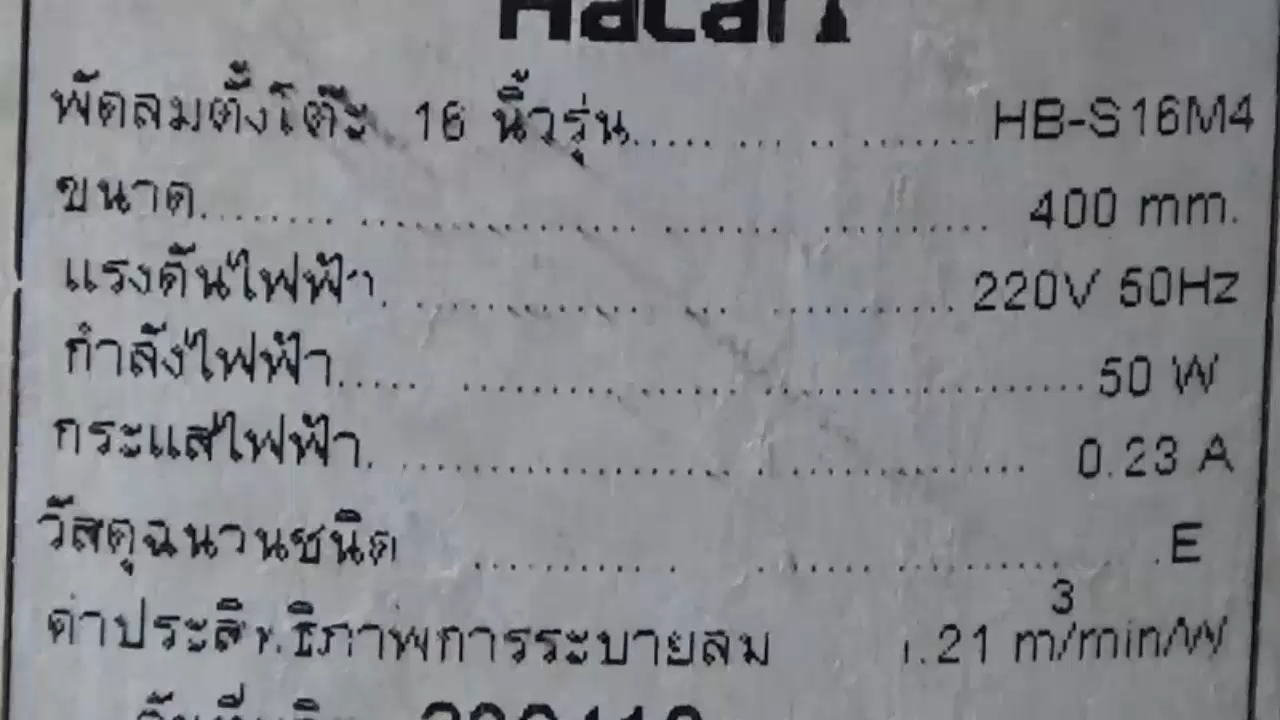 Hatari
พัดลมตั้งโต๊ะ 16 นิ้วรุ่น..... ... .. ....... HB-S16M4
ขนาด........ ............... ....... .......... 400 mm.
แรงดันไฟฟ้า. ............... .. .......... 220V 50Hz
กำลังไฟฟ้า..... ................................ 50 W
กระแสไฟฟ้า. ............................... 0.23 A
วัสดุฉนวนชนิด .......... .................. .E
ค่าประสิทธิภาพการระบายลม .21 m³/min/W